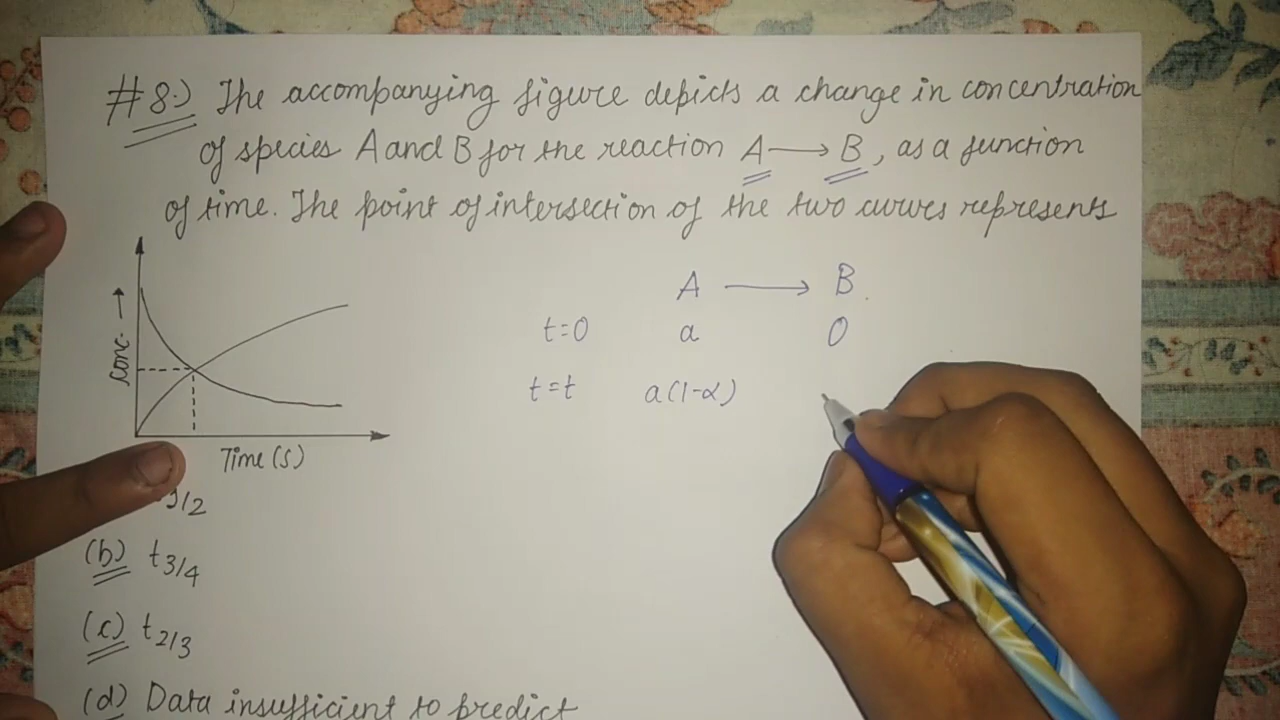 #8.) The accompanying figure depicts a change in concentration
of species A and B for the reaction A → B, as a function
of time. The point of intersection of the two curves represents
conc. →
Time (s)
A → B
t=0 a 0
t=t a(1-α)
1/2
(b) t3/4
(c) t2/3
(d) Data insufficient to predict